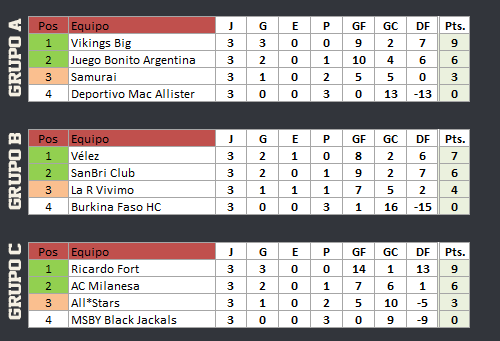 GRUPO A
Pos Equipo J G E P GF GC DF Pts.
1 Vikings Big 3 3 0 0 9 2 7 9
2 Juego Bonito Argentina 3 2 0 1 10 4 6 6
3 Samurai 3 1 0 2 5 5 0 3
4 Deportivo Mac Allister 3 0 0 3 0 13 -13 0
GRUPO B
Pos Equipo J G E P GF GC DF Pts.
1 Vélez 3 2 1 0 8 2 6 7
2 SanBri Club 3 2 0 1 9 2 7 6
3 La R Vivimo 3 1 1 1 7 5 2 4
4 Burkina Faso HC 3 0 0 3 1 16 -15 0
GRUPO C
Pos Equipo J G E P GF GC DF Pts.
1 Ricardo Fort 3 3 0 0 14 1 13 9
2 AC Milanesa 3 2 0 1 7 6 1 6
3 All*Stars 3 1 0 2 5 10 -5 3
4 MSBY Black Jackals 3 0 0 3 0 9 -9 0